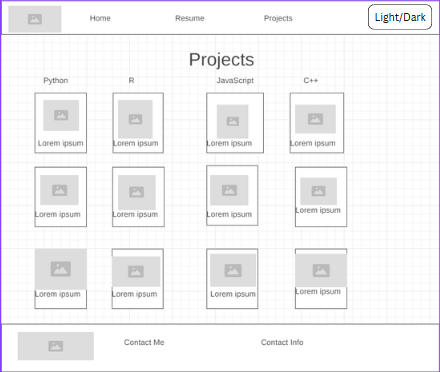 Home Resume Projects Light/Dark
Projects
Python R JavaScript C++
Lorem ipsum Lorem ipsum Lorem ipsum Lorem ipsum
Lorem ipsum Lorem ipsum Lorem ipsum Lorem ipsum
Lorem ipsum Lorem ipsum Lorem ipsum Lorem ipsum
Contact Me Contact Info